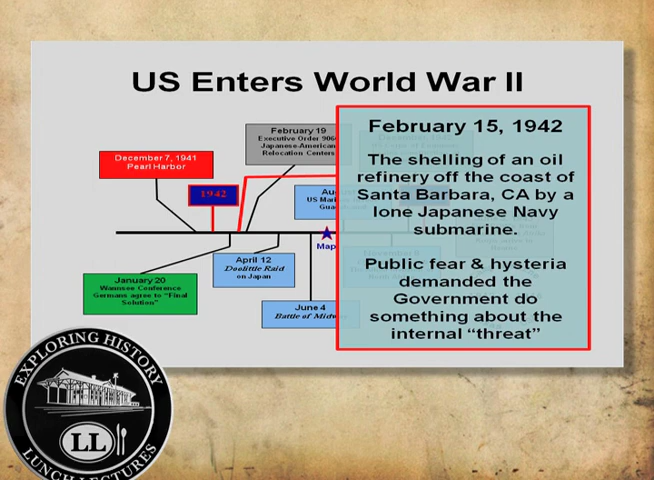 US Enters World War II
February 19
Executive Order 906
Japanese-American
Relocation Centers
December 7, 1941
Pearl Harbor
1942
US Mari
April 12
Doolittle Raid
on Japan
January 20
Wannsee Conference
Germans agree to "Final
Solution"
June 4
Battle of Midw
Map
February 15, 1942
The shelling of an oil
refinery off the coast of
Santa Barbara, CA by a
lone Japanese Navy
submarine.
Public fear & hysteria
demanded the
Government do
something about the
internal “threat”
EXPLORING HISTORY
LL
LUNCH LECTURES